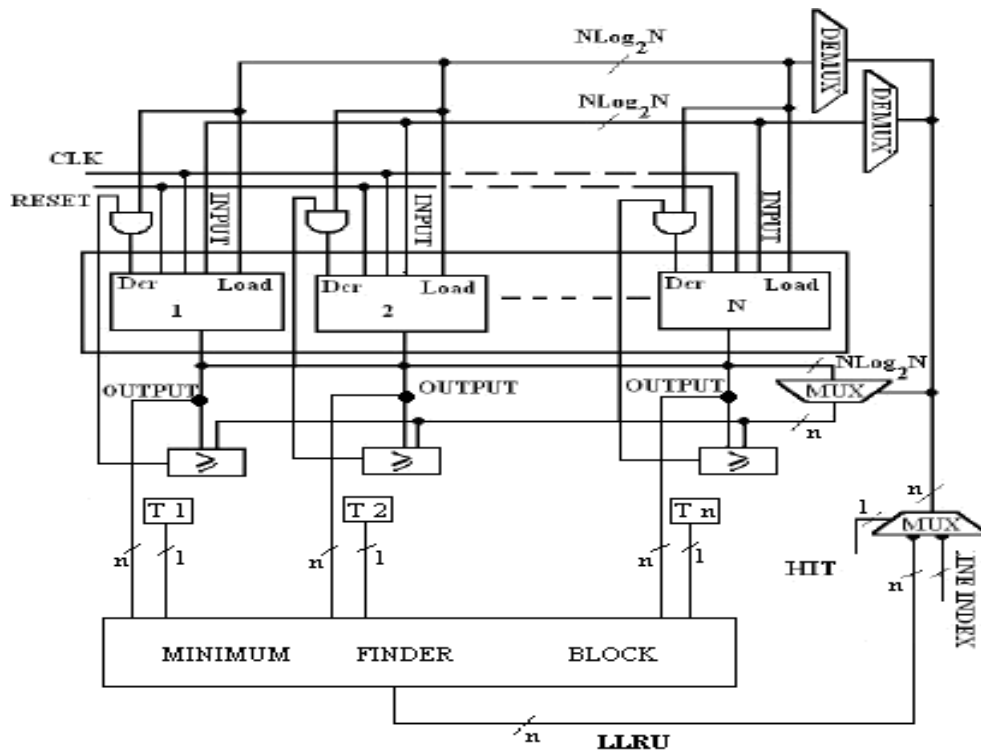 NLog2N
DEMUX
NLog2N
DEMUX
CLK
RESET
INPUT
INPUT
INPUT
Dcr Load
1
Dcr Load
2
Dcr Load
N
NLog2N
OUTPUT
OUTPUT
OUTPUT
MUX
n
≥
≥
≥
T 1
T 2
T n
n
1
n
1
n
1
n
1
MUX
HIT
n
LINE INDEX
MINIMUM FINDER BLOCK
n
LLRU